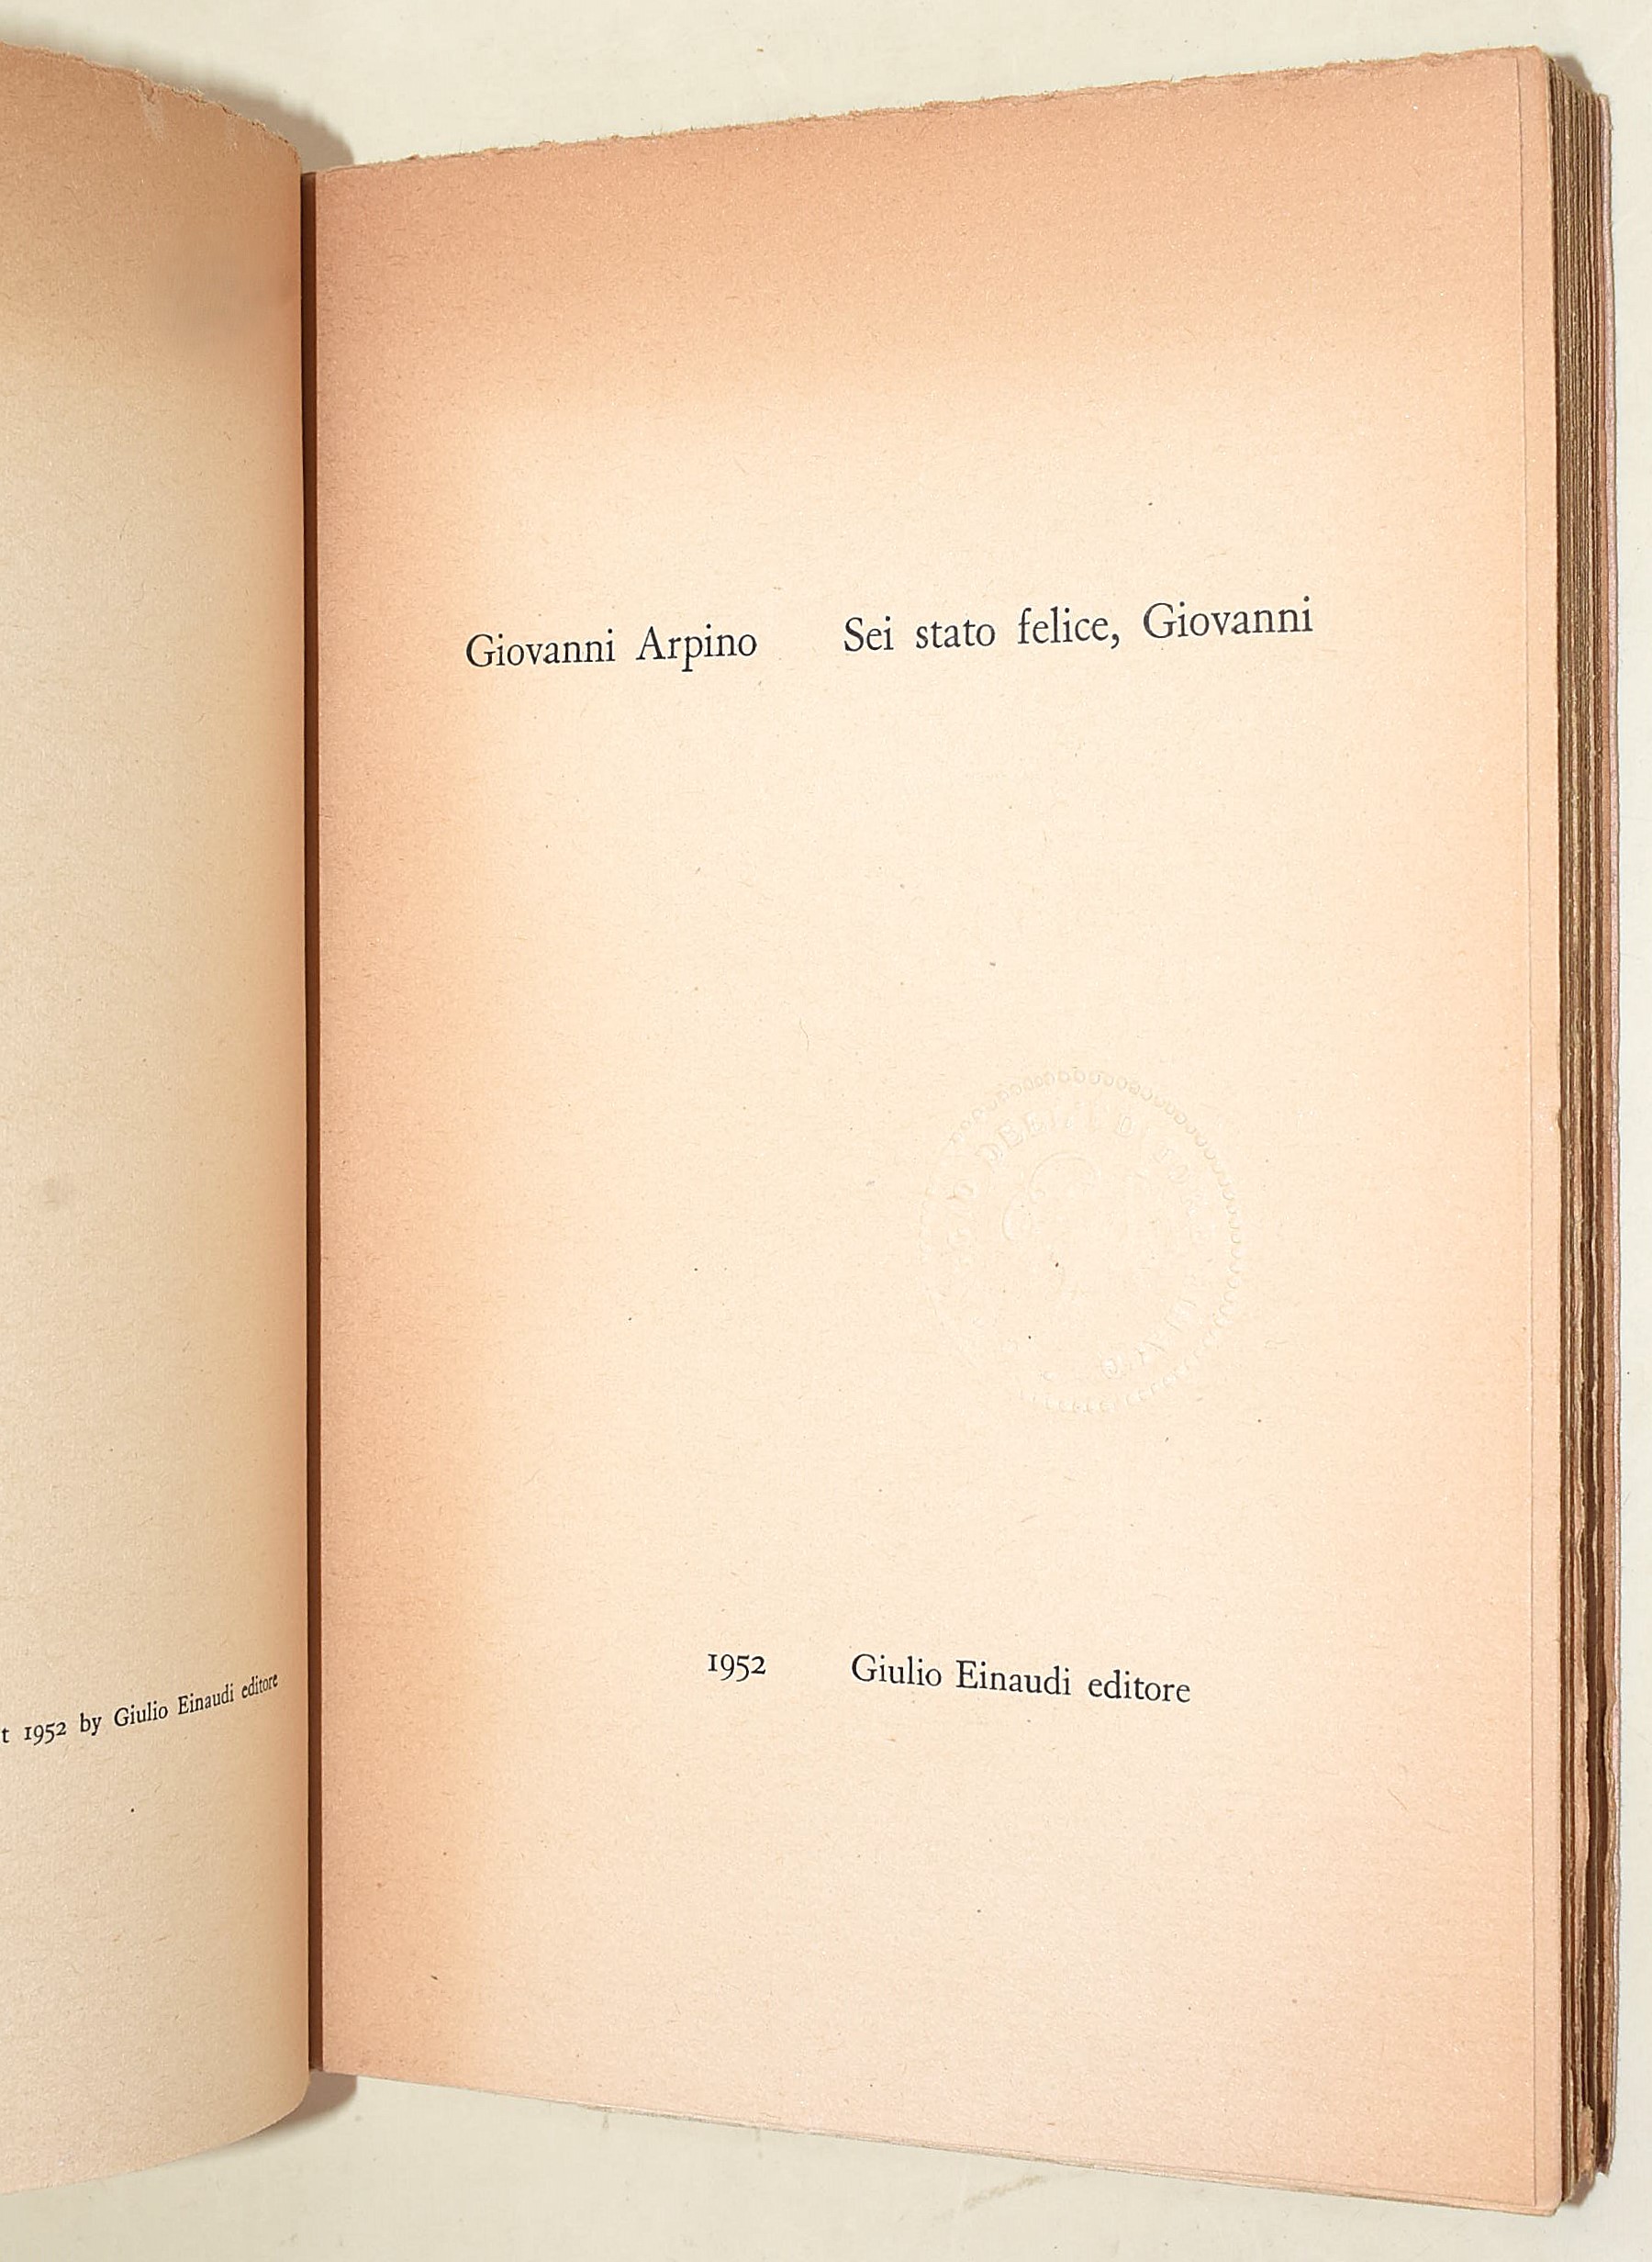 t 1952 by Giulio Einaudi editore
Giovanni Arpino Sei stato felice, Giovanni
1952 Giulio Einaudi editore